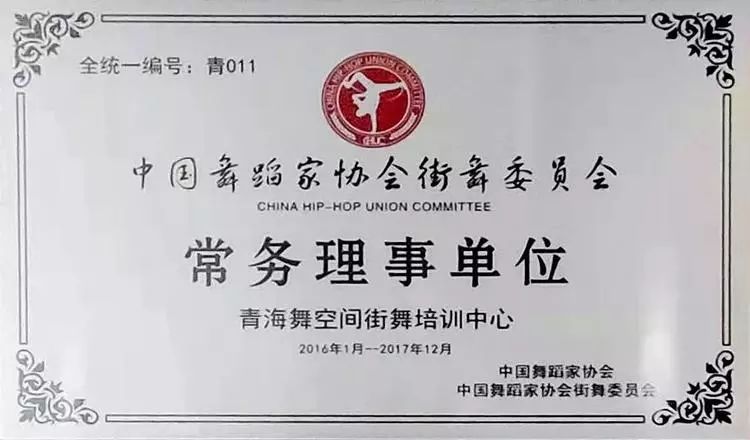 全统一编号：青011
CHINA HIP-HOP UNION COMMITTEE
CHUC
中国舞蹈家协会街舞委员会
CHINA HIP-HOP UNION COMMITTEE
常务理事单位
青海舞空间街舞培训中心
2016年1月--2017年12月
中国舞蹈家协会
中国舞蹈家协会街舞委员会